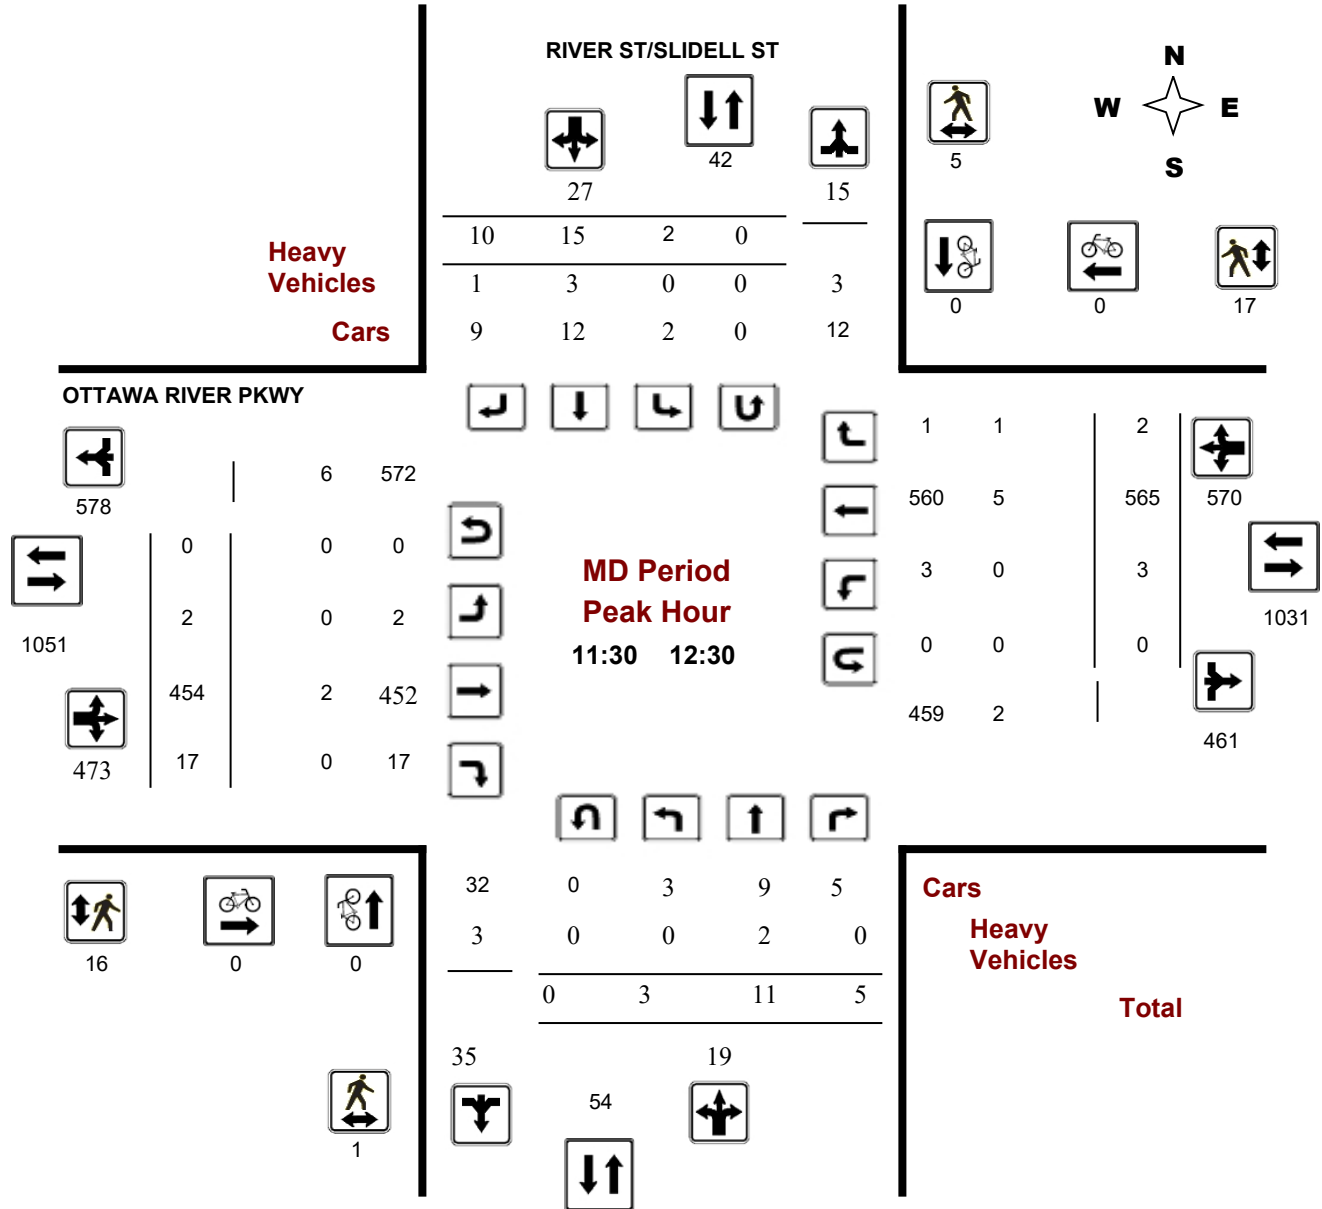 RIVER ST/SLIDELL ST
N
W E
S
42
5
27
15
10 15 2 0
Heavy
Vehicles
1 3 0 0 3
0 0 17
Cars
9 12 2 0 12
OTTAWA RIVER PKWY
1 1 2
6 572
578
560 5 565 570
0 0 0
MD Period
3 0 3
Peak Hour
2 0 2
1031
1051
11:30 12:30
0 0 0
454 2 452
459 2
461
473 17 0 17
32 0 3 9 5
Cars
3 0 0 2 0
Heavy
Vehicles
16 0 0
0 3 11 5
Total
35 19
54
1